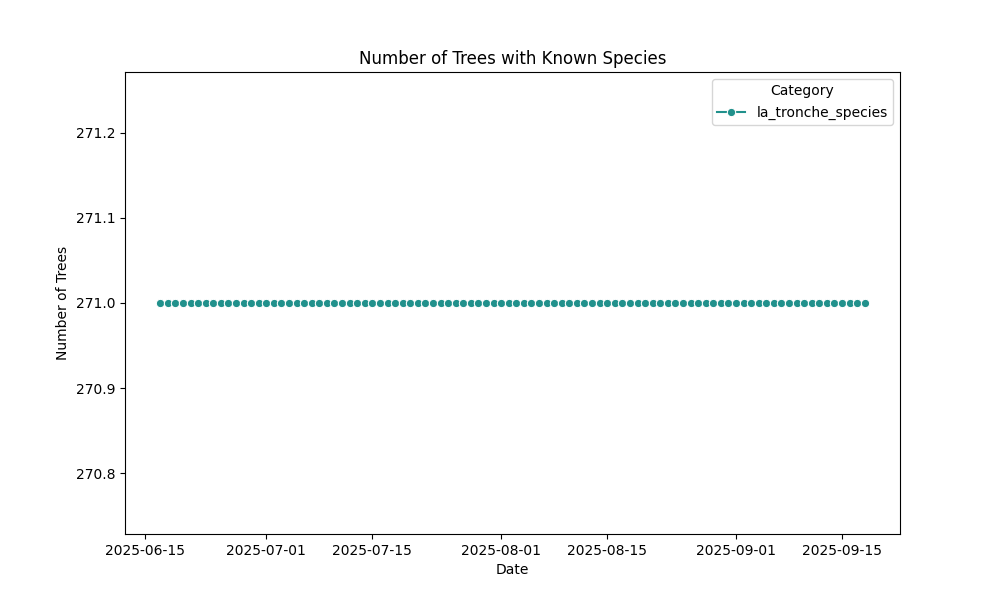 Number of Trees with Known Species
Category
la_tronche_species
271.2
271.1
271.0
270.9
270.8
Number of Trees
2025-06-15
2025-07-01
2025-07-15
2025-08-01
2025-08-15
2025-09-01
2025-09-15
Date